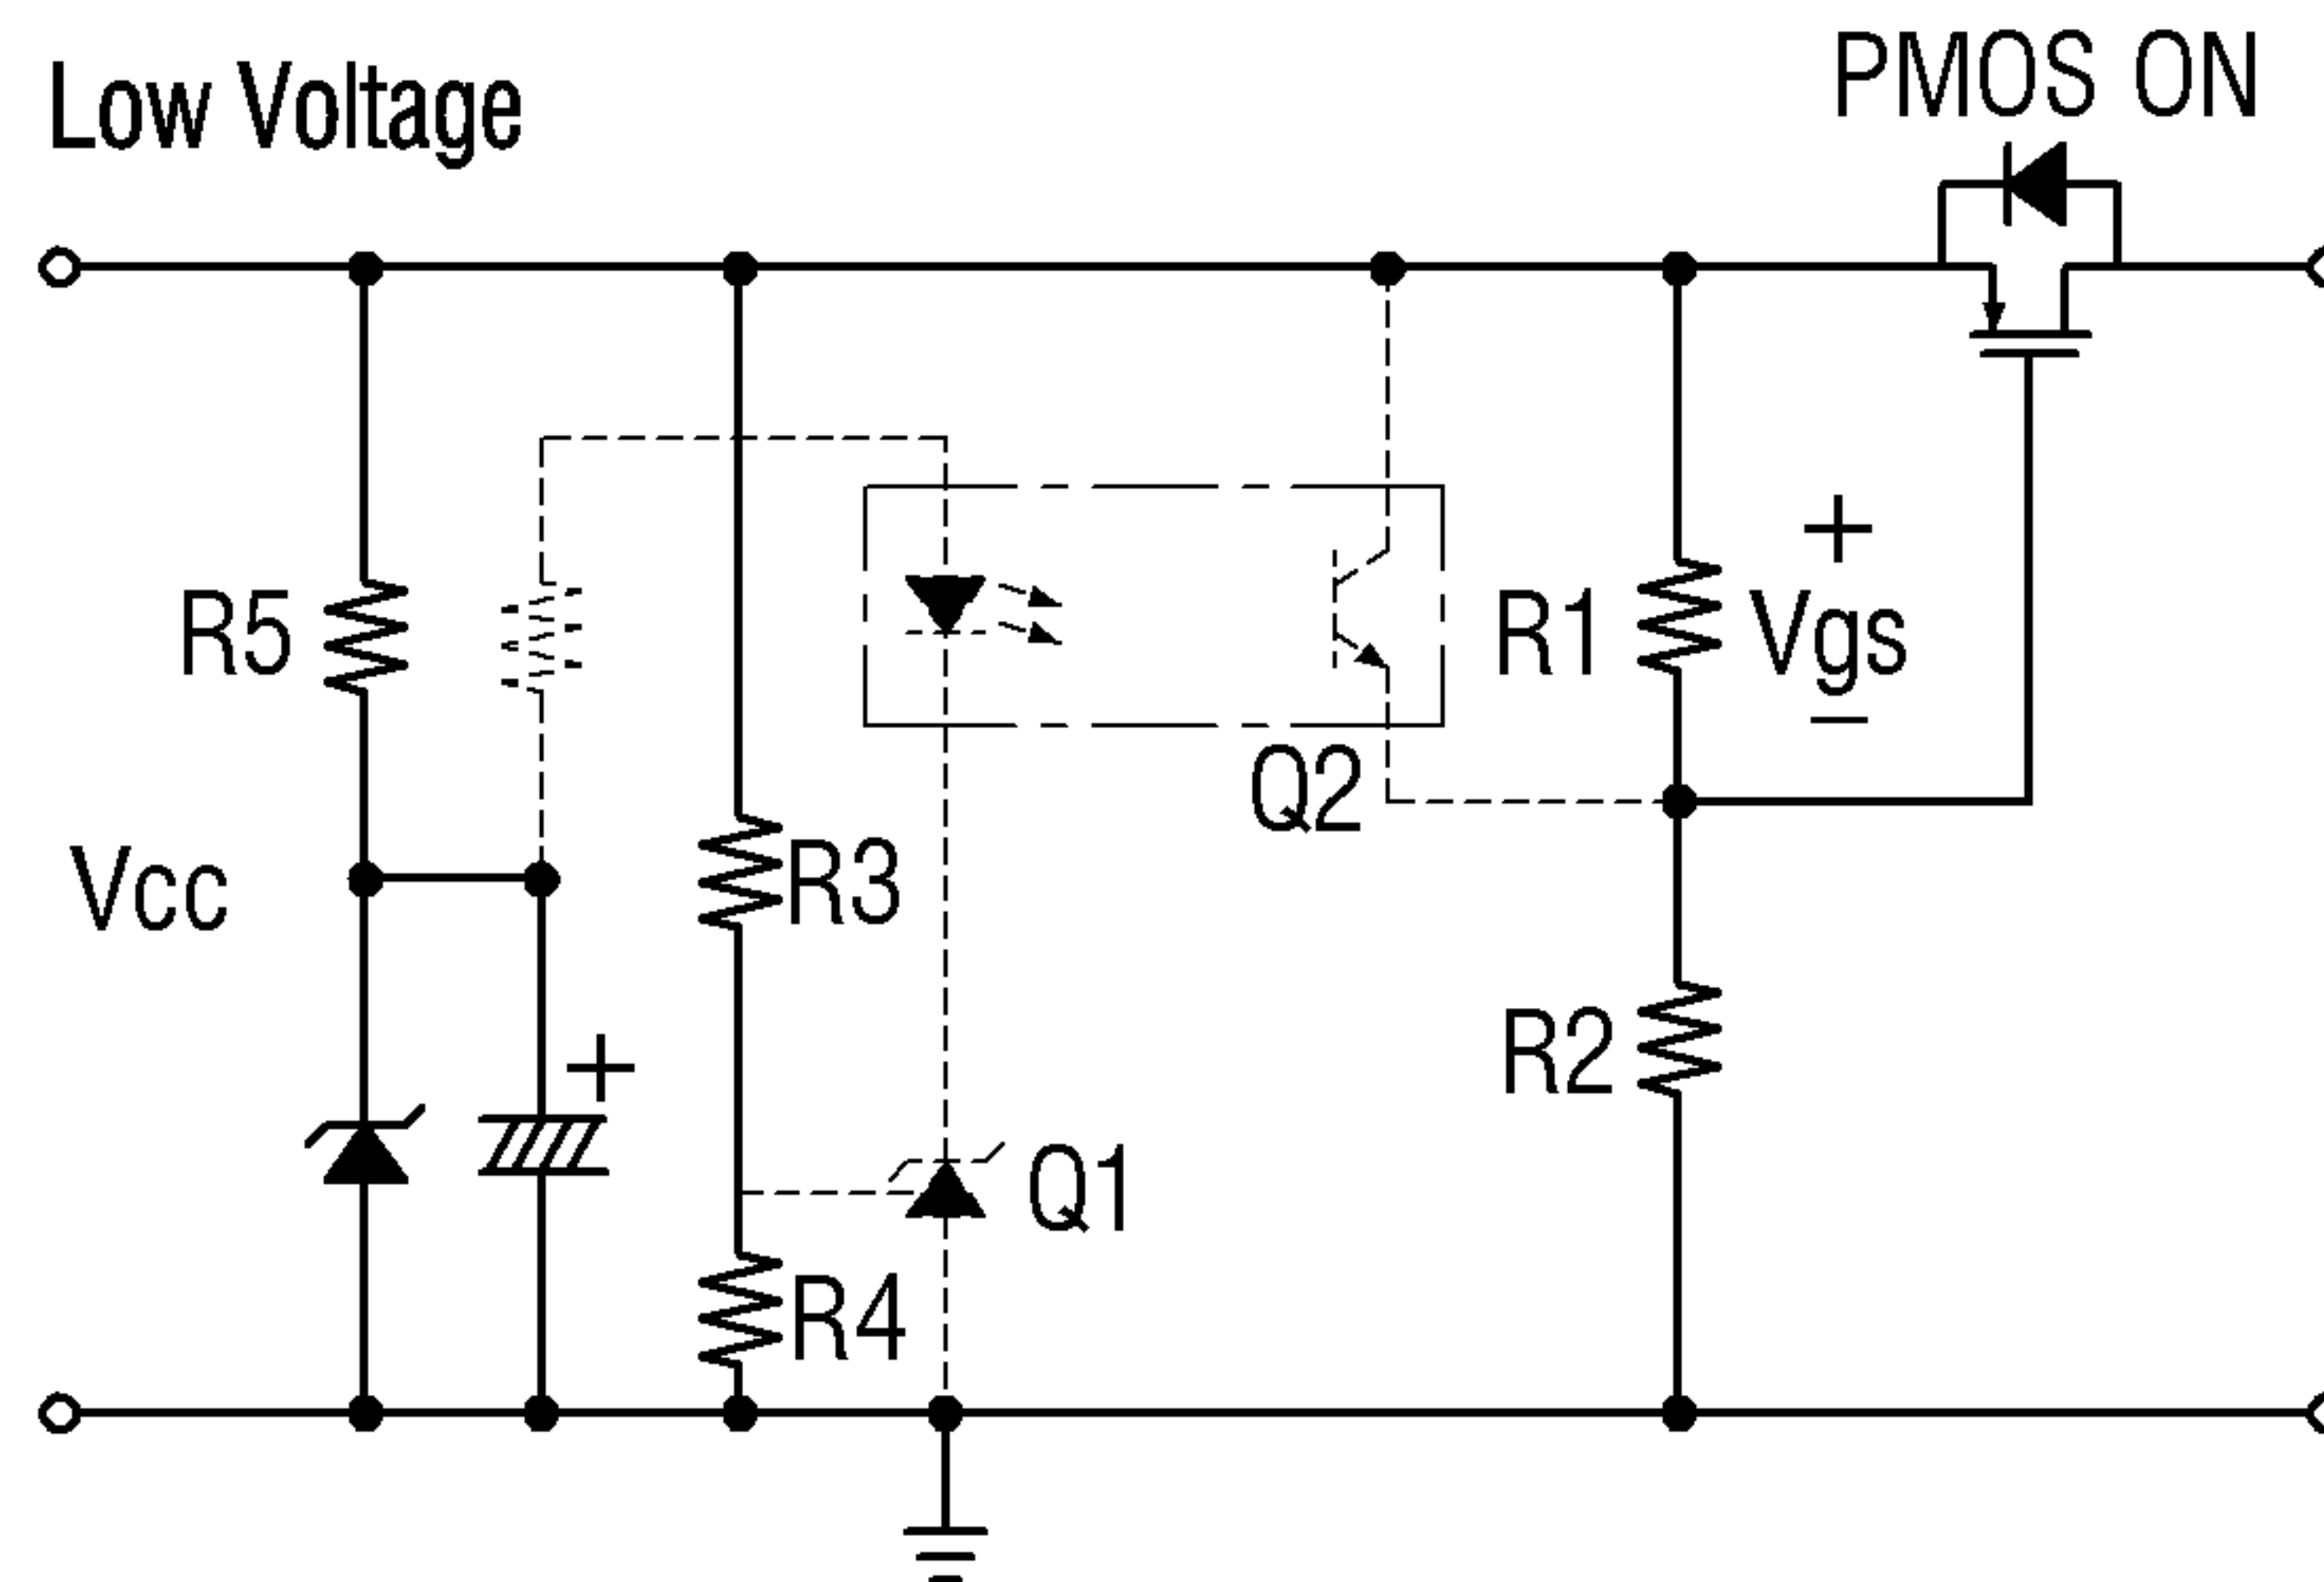 PMOS ON
Low Voltage
+
R5
R1
Vgs
−
Q2
R3
Vcc
R2
+
Q1
R4